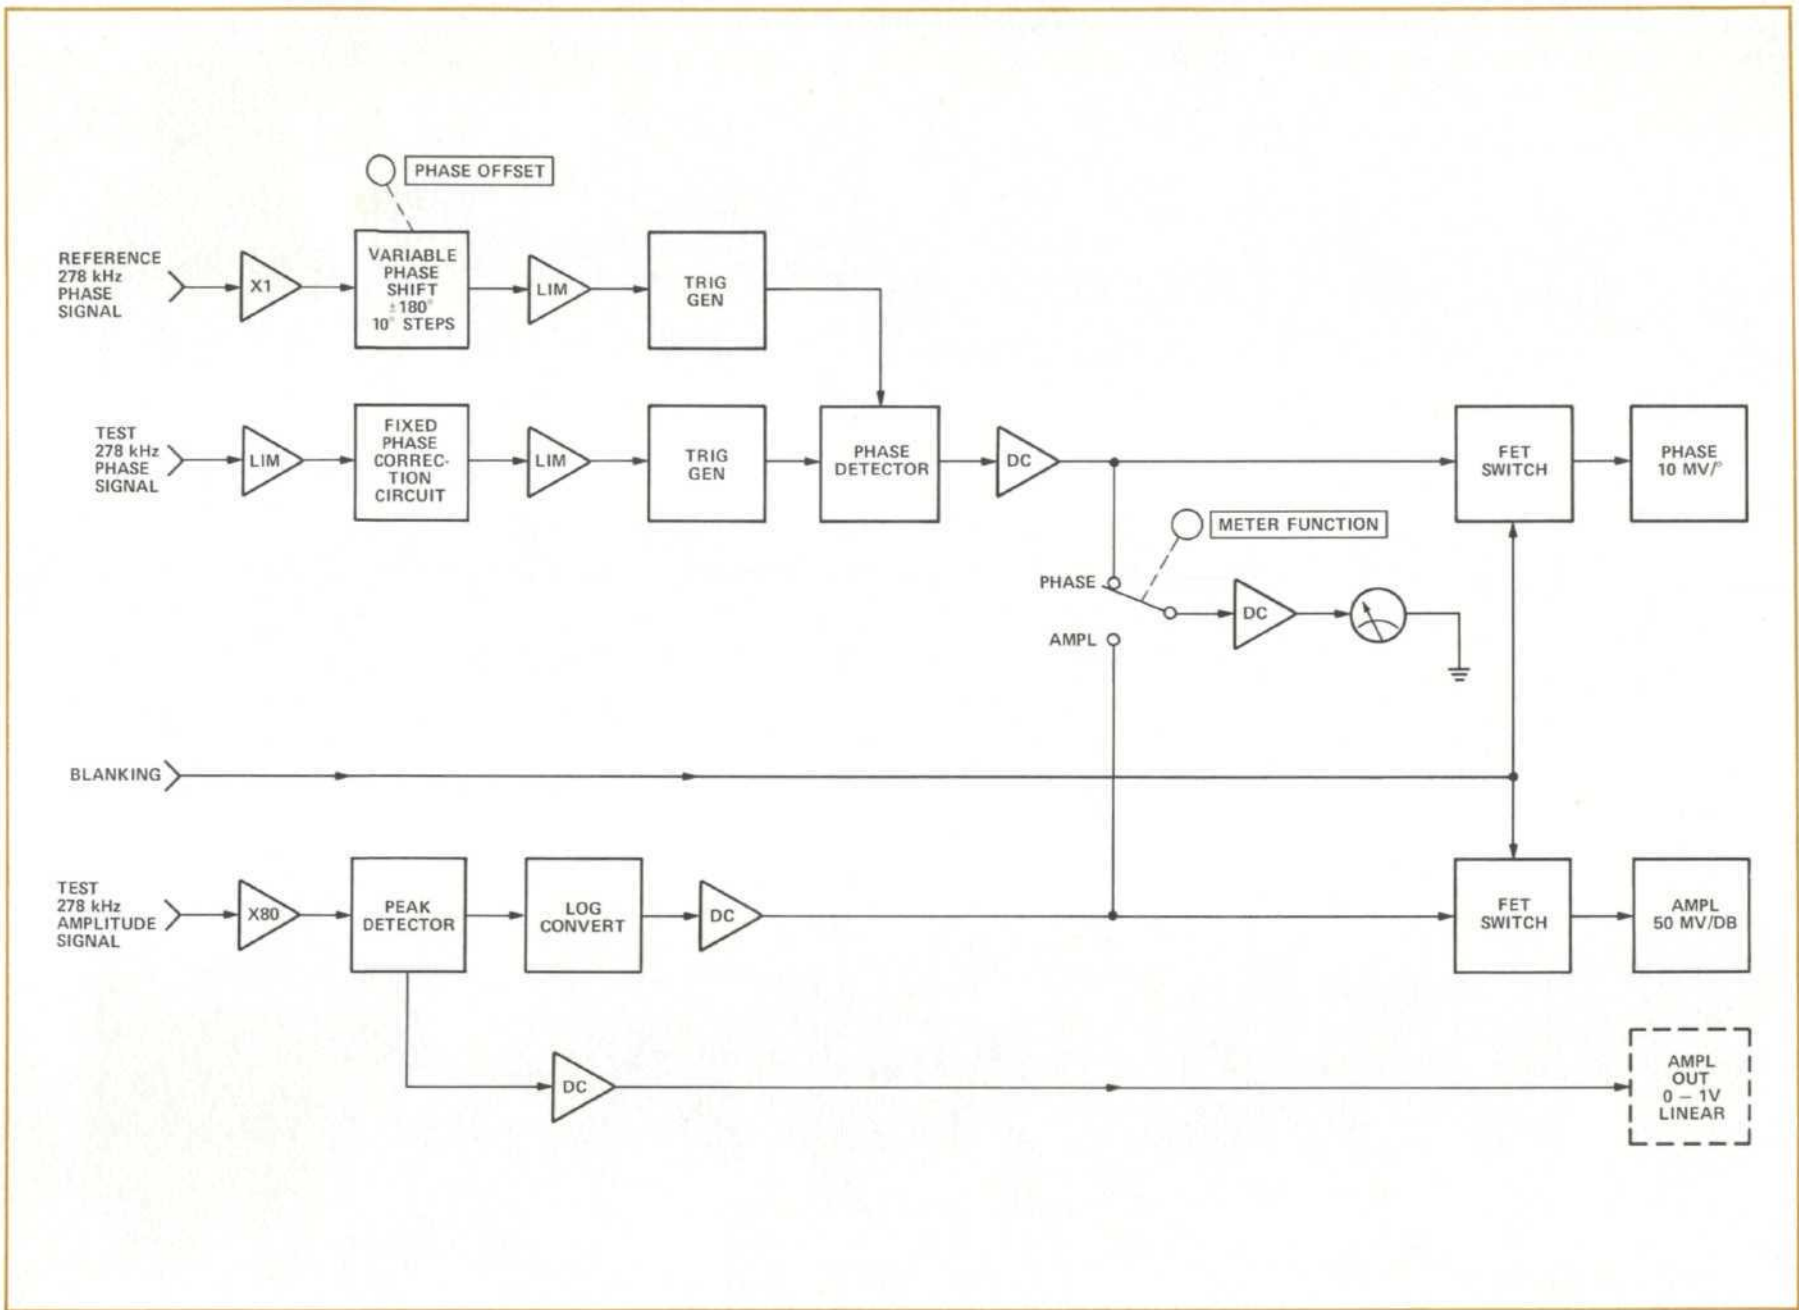 PHASE OFFSET
REFERENCE
278 kHz
PHASE
SIGNAL
X1
VARIABLE
PHASE
SHIFT
±180°
10° STEPS
LIM
TRIG
GEN
TEST
278 kHz
PHASE
SIGNAL
LIM
FIXED
PHASE
CORREC-
TION
CIRCUIT
LIM
TRIG
GEN
PHASE
DETECTOR
DC
FET
SWITCH
PHASE
10 MV/°
METER FUNCTION
PHASE
AMPL
DC
BLANKING
TEST
278 kHz
AMPLITUDE
SIGNAL
X80
PEAK
DETECTOR
LOG
CONVERT
DC
FET
SWITCH
AMPL
50 MV/DB
DC
AMPL
OUT
0 – 1V
LINEAR